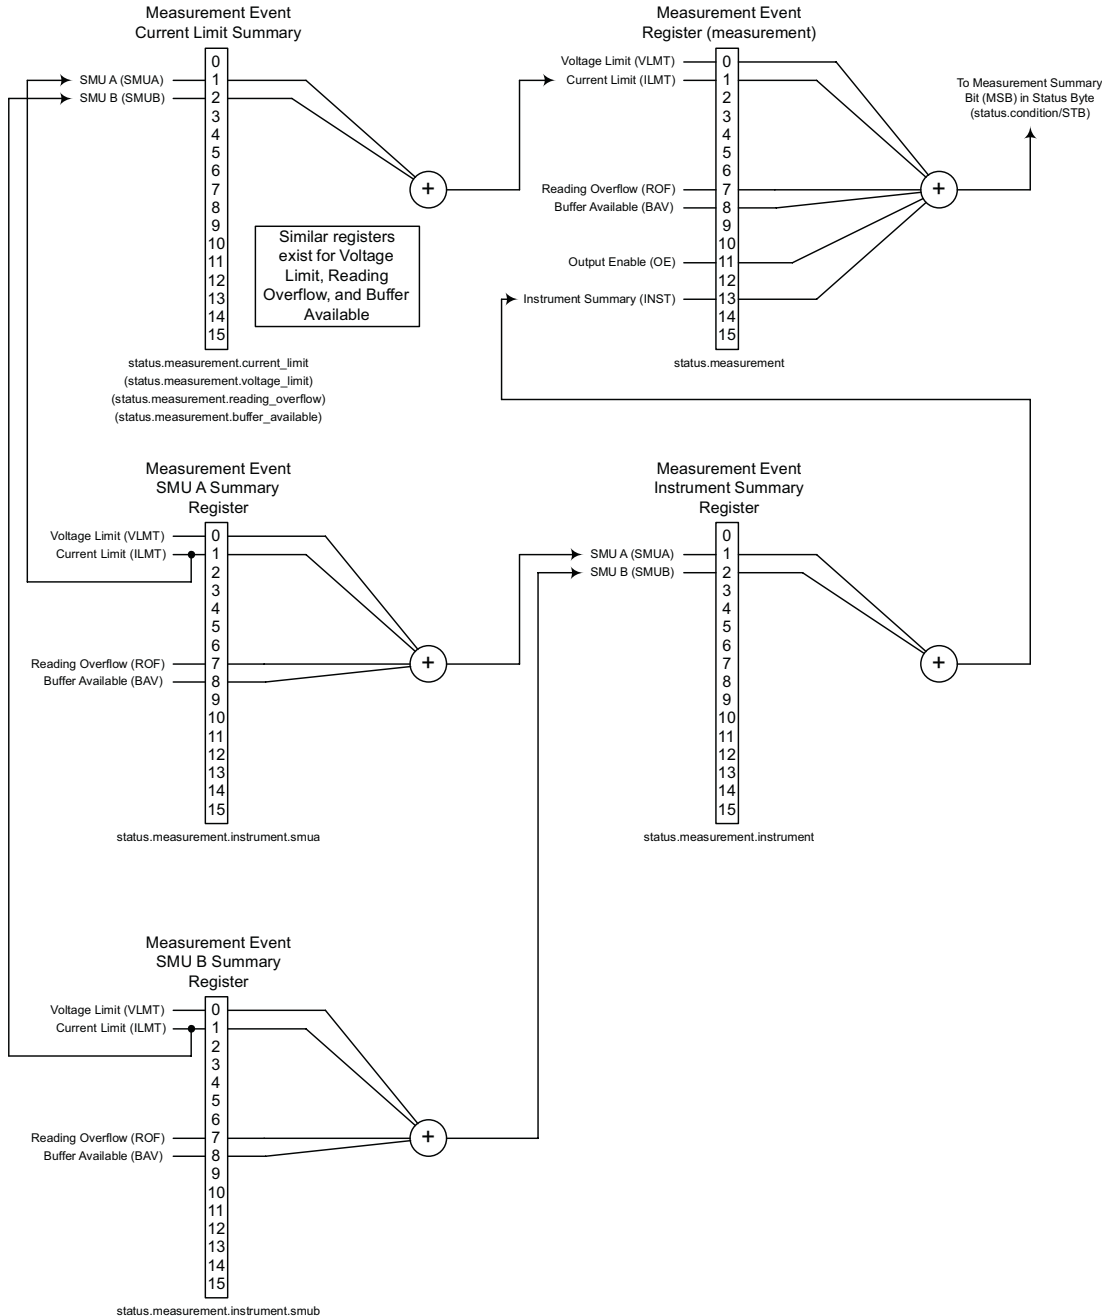 Measurement Event
Current Limit Summary
0
SMU A (SMUA) 1
SMU B (SMUB) 2
3
4
5
6
7
+
8
9
10
11
12
13
14
15
Similar registers
exist for Voltage
Limit, Reading
Overflow, and Buffer
Available
status.measurement.current_limit
(status.measurement.voltage_limit)
(status.measurement.reading_overflow)
(status.measurement.buffer_available)
Measurement Event
Register (measurement)
Voltage Limit (VLMT) 0
Current Limit (ILMT) 1
2
3
4
5
6
Reading Overflow (ROF) 7
+
Buffer Available (BAV) 8
9
10
Output Enable (OE) 11
12
Instrument Summary (INST) 13
14
15
status.measurement
To Measurement Summary
Bit (MSB) in Status Byte
(status.condition/STB)
Measurement Event
SMU A Summary
Register
Voltage Limit (VLMT) 0
Current Limit (ILMT) 1
2
3
4
5
6
Reading Overflow (ROF) 7
+
Buffer Available (BAV) 8
9
10
11
12
13
14
15
status.measurement.instrument.smua
Measurement Event
Instrument Summary
Register
0
SMU A (SMUA) 1
SMU B (SMUB) 2
3
4
5
6
7
+
8
9
10
11
12
13
14
15
status.measurement.instrument
Measurement Event
SMU B Summary
Register
Voltage Limit (VLMT) 0
Current Limit (ILMT) 1
2
3
4
5
6
Reading Overflow (ROF) 7
+
Buffer Available (BAV) 8
9
10
11
12
13
14
15
status.measurement.instrument.smub